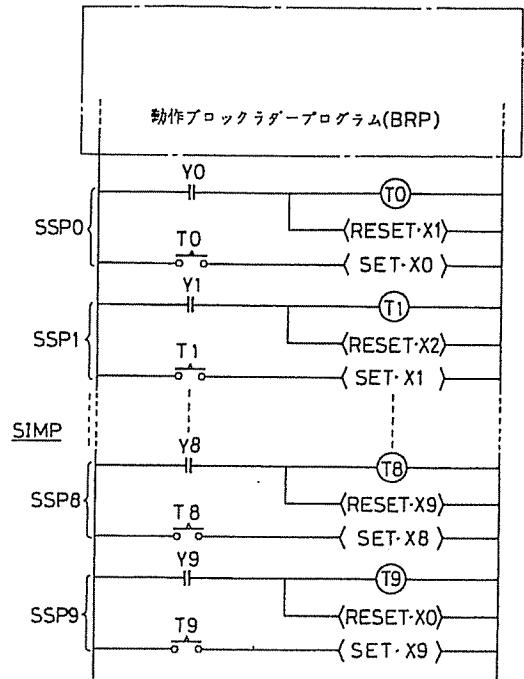 動作ブロックラダープログラム(BRP)
Y0
T0
SSP0
RESET·X1
T0
SET·X0
Y1
T1
SSP1
RESET·X2
T1
SET·X1
SIMP
Y8
T8
SSP8
RESET·X9
T8
SET·X8
Y9
T9
SSP9
RESET·X0
T9
SET·X9